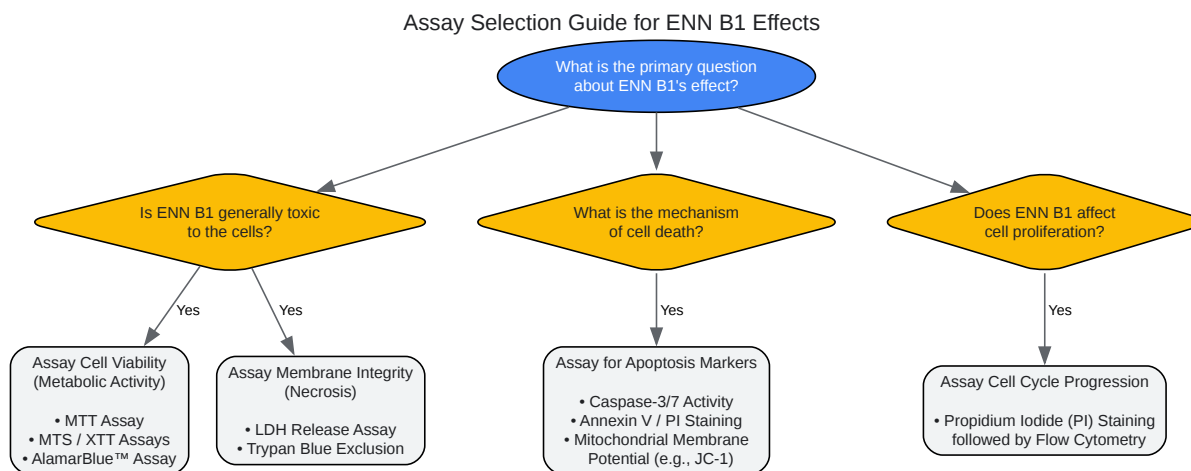 Assay Selection Guide for ENN B1 Effects
What is the primary question
about ENN B1's effect?
Is ENN B1 generally toxic
to the cells?
What is the mechanism
of cell death?
Does ENN B1 affect
cell proliferation?
Yes
Yes
Yes
Yes
Assay Cell Viability
(Metabolic Activity)
• MTT Assay
• MTS / XTT Assays
• AlamarBlue™ Assay
Assay Membrane Integrity
(Necrosis)
• LDH Release Assay
• Trypan Blue Exclusion
Assay for Apoptosis Markers
• Caspase-3/7 Activity
• Annexin V / PI Staining
• Mitochondrial Membrane
Potential (e.g., JC-1)
Assay Cell Cycle Progression
• Propidium Iodide (PI) Staining
followed by Flow Cytometry